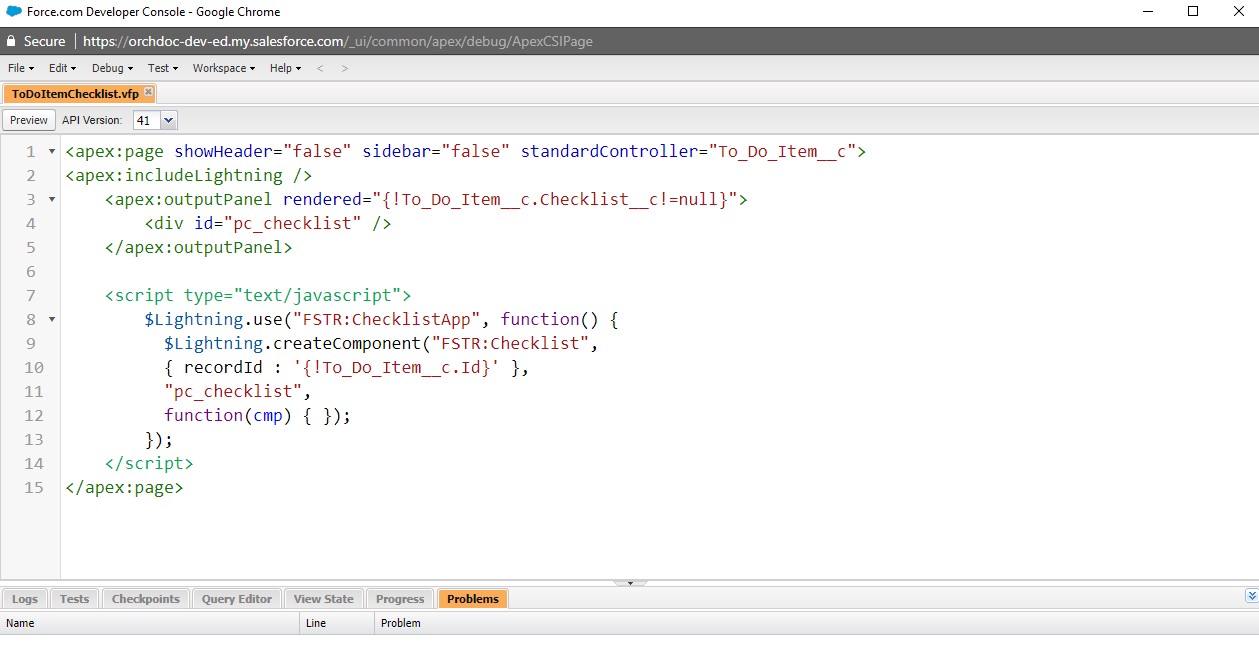 Force.com Developer Console - Google Chrome
Secure | https://orchdoc-dev-ed.my.salesforce.com/_ui/common/apex/debug/ApexCSIPage
File Edit Debug Test Workspace Help < >
ToDoItemChecklist.vfp
Preview API Version: 41
1 <apex:page showHeader="false" sidebar="false" standardController="To_Do_Item__c">
2 <apex:includeLightning />
3     <apex:outputPanel rendered="{!To_Do_Item__c.Checklist__c!=null}">
4         <div id="pc_checklist" />
5     </apex:outputPanel>
6
7     <script type="text/javascript">
8         $Lightning.use("FSTR:ChecklistApp", function() {
9           $Lightning.createComponent("FSTR:Checklist",
10           { recordId : '{!To_Do_Item__c.Id}' },
11           "pc_checklist",
12           function(cmp) { });
13         });
14     </script>
15 </apex:page>
Logs Tests Checkpoints Query Editor View State Progress Problems
Name Line Problem